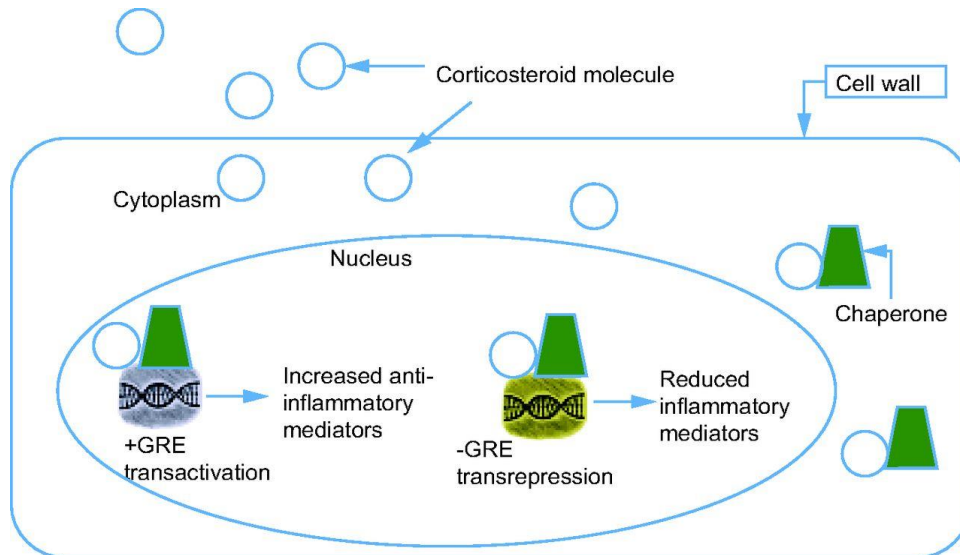 Corticosteroid molecule
Cell wall
Cytoplasm
Nucleus
Chaperone
Increased anti-
inflammatory
mediators
+GRE
transactivation
Reduced
inflammatory
mediators
-GRE
transrepression